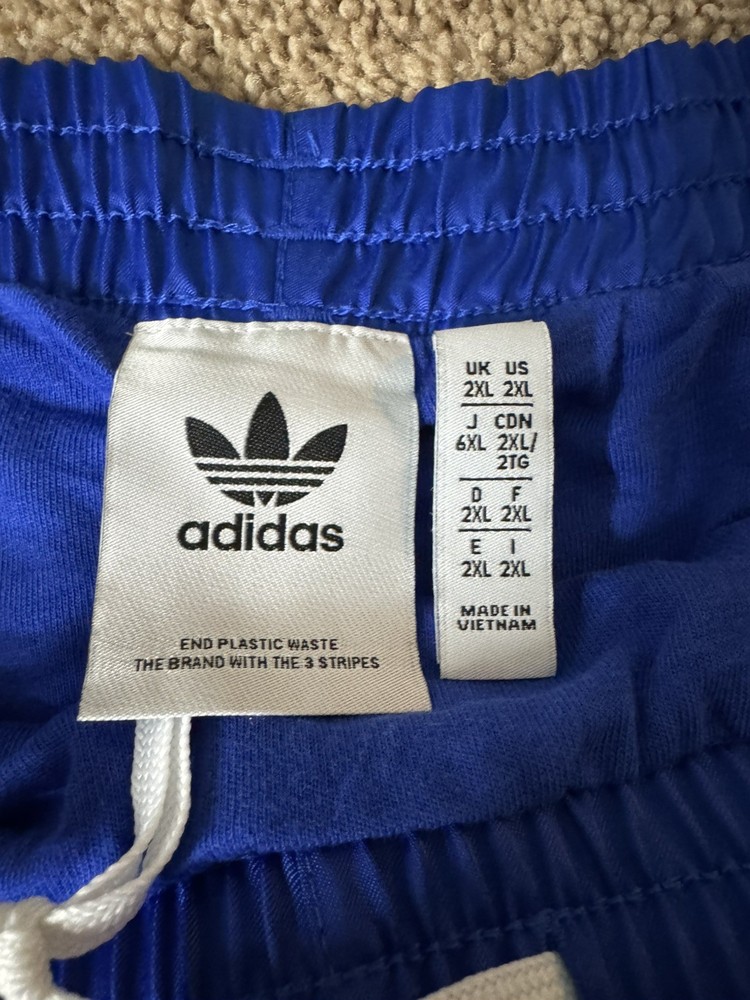 adidas
END PLASTIC WASTE
THE BRAND WITH THE 3 STRIPES
UK US
2XL 2XL
J CDN
6XL 2XL/
2TG
D F
2XL 2XL
E I
2XL 2XL
MADE IN
VIETNAM